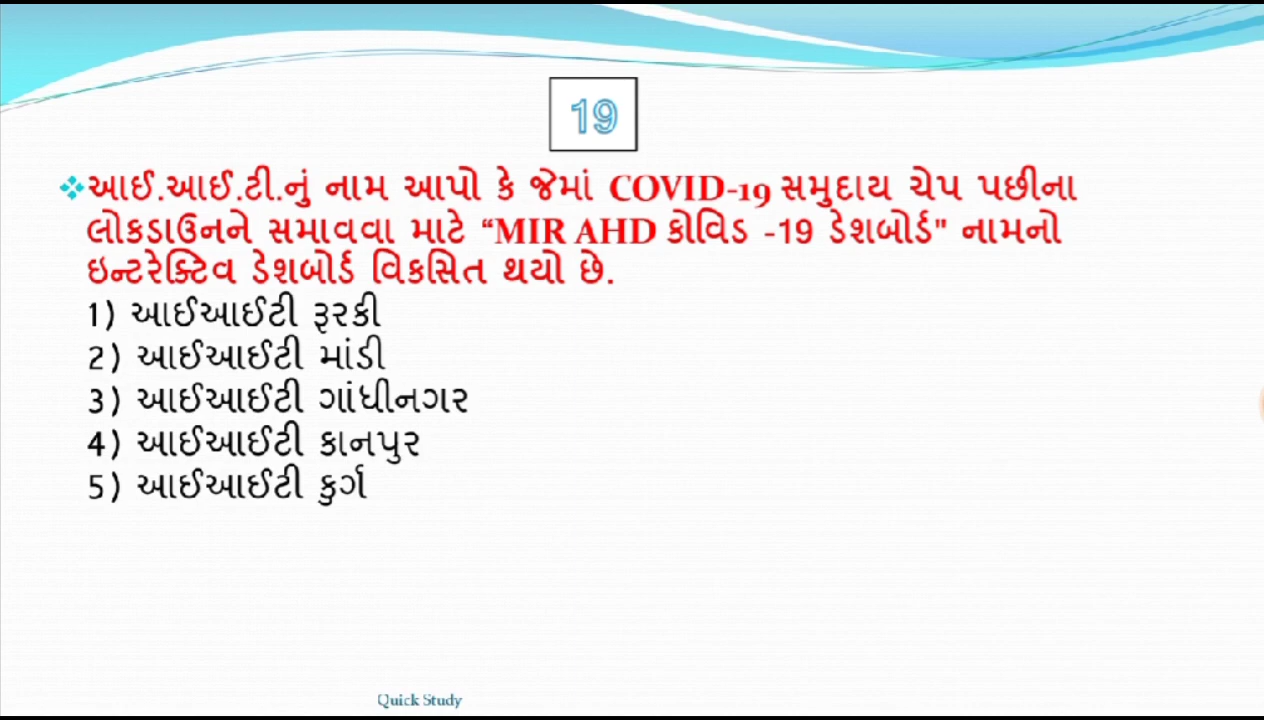 19
❖આઈ.આઈ.ટી.નું નામ આપો કે જેમાં COVID-19 સમુદાય ચેપ પછીના
લોકડાઉનને સમાવવા માટે “MIR AHD કોવિડ -19 ડેશબોર્ડ" નામનો
ઇન્ટરેક્ટિવ ડેશબોર્ડ વિકસિત થયો છે.
1) આઈઆઈટી રૂરકી
2) આઈઆઈટી માંડી
3) આઈઆઈટી ગાંધીનગર
4) આઈઆઈટી કાનપુર
5) આઈઆઈટી કુર્ગ
Quick Study